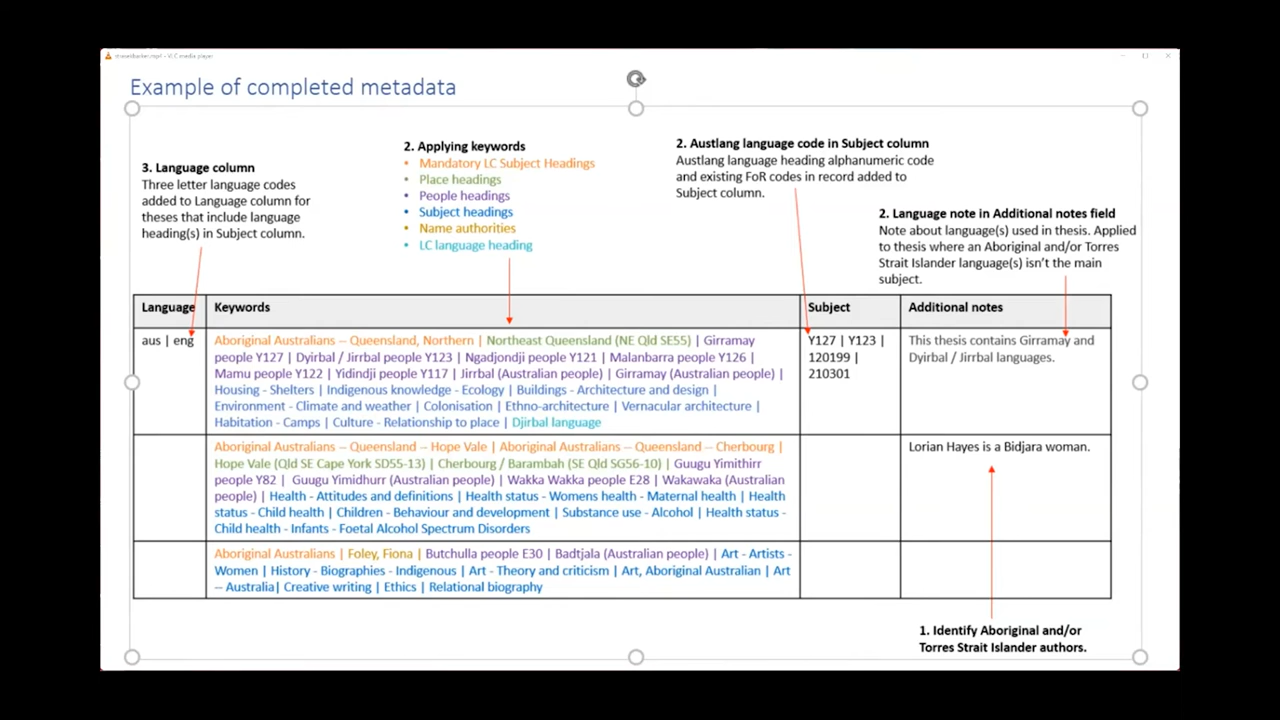 Example of completed metadata
3. Language column
Three letter language codes
added to Language column for
theses that include language
heading(s) in Subject column.
2. Applying keywords
• Mandatory LC Subject Headings
• Place headings
• People headings
• Subject headings
• Name authorities
• LC language heading
2. Austlang language code in Subject column
Austlang language heading alphanumeric code
and existing FoR codes in record added to
Subject column.
2. Language note in Additional notes field
Note about language(s) used in thesis. Applied
to thesis where an Aboriginal and/or Torres
Strait Islander language(s) isn't the main
subject.
Language Keywords Subject Additional notes
aus | eng
Aboriginal Australians -- Queensland, Northern | Northeast Queensland (NE Qld SE55) | Girramay
people Y127 | Dyirbal / Jirrbal people Y123 | Ngadjondji people Y121 | Malanbarra people Y126 |
Mamu people Y122 | Yidindji people Y117 | Jirrbal (Australian people) | Girramay (Australian people) |
Housing - Shelters | Indigenous knowledge - Ecology | Buildings - Architecture and design |
Environment - Climate and weather | Colonisation | Ethno-architecture | Vernacular architecture |
Habitation - Camps | Culture - Relationship to place | Djirbal language
Y127 | Y123 |
120199 |
210301
This thesis contains Girramay and
Dyirbal / Jirrbal languages.
Aboriginal Australians -- Queensland -- Hope Vale | Aboriginal Australians -- Queensland -- Cherbourg |
Hope Vale (Qld SE Cape York SD55-13) | Cherbourg / Barambah (SE Qld SG56-10) | Guugu Yimithirr
people Y82 | Guugu Yimidhurr (Australian people) | Wakka Wakka people E28 | Wakawaka (Australian
people) | Health - Attitudes and definitions | Health status - Womens health - Maternal health | Health
status - Child health | Children - Behaviour and development | Substance use - Alcohol | Health status -
Child health - Infants - Foetal Alcohol Spectrum Disorders
Lorian Hayes is a Bidjara woman.
Aboriginal Australians | Foley, Fiona | Butchulla people E30 | Badtjala (Australian people) | Art - Artists -
Women | History - Biographies - Indigenous | Art - Theory and criticism | Art, Aboriginal Australian | Art
-- Australia| Creative writing | Ethics | Relational biography
1. Identify Aboriginal and/or
Torres Strait Islander authors.